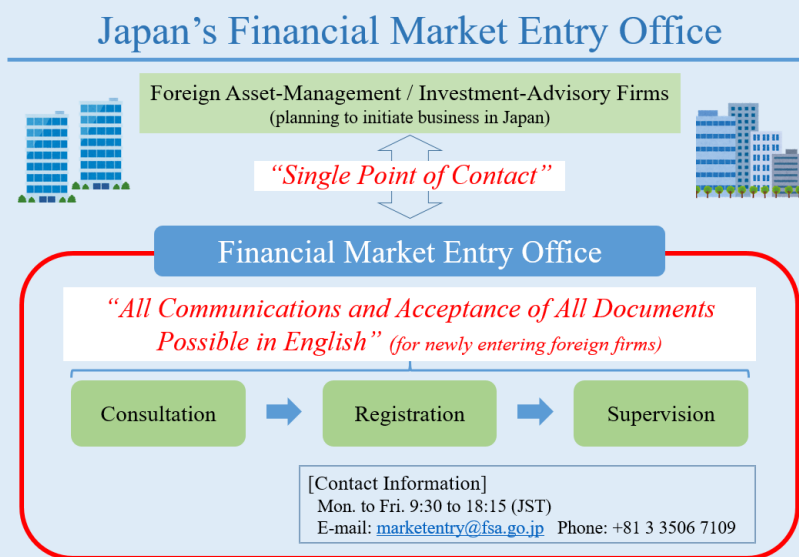 Japan's Financial Market Entry Office
Foreign Asset-Management / Investment-Advisory Firms
(planning to initiate business in Japan)
“Single Point of Contact”
Financial Market Entry Office
“All Communications and Acceptance of All Documents
Possible in English” (for newly entering foreign firms)
Consultation
Registration
Supervision
[Contact Information]
Mon. to Fri. 9:30 to 18:15 (JST)
E-mail: marketentry@fsa.go.jp Phone: +81 3 3506 7109